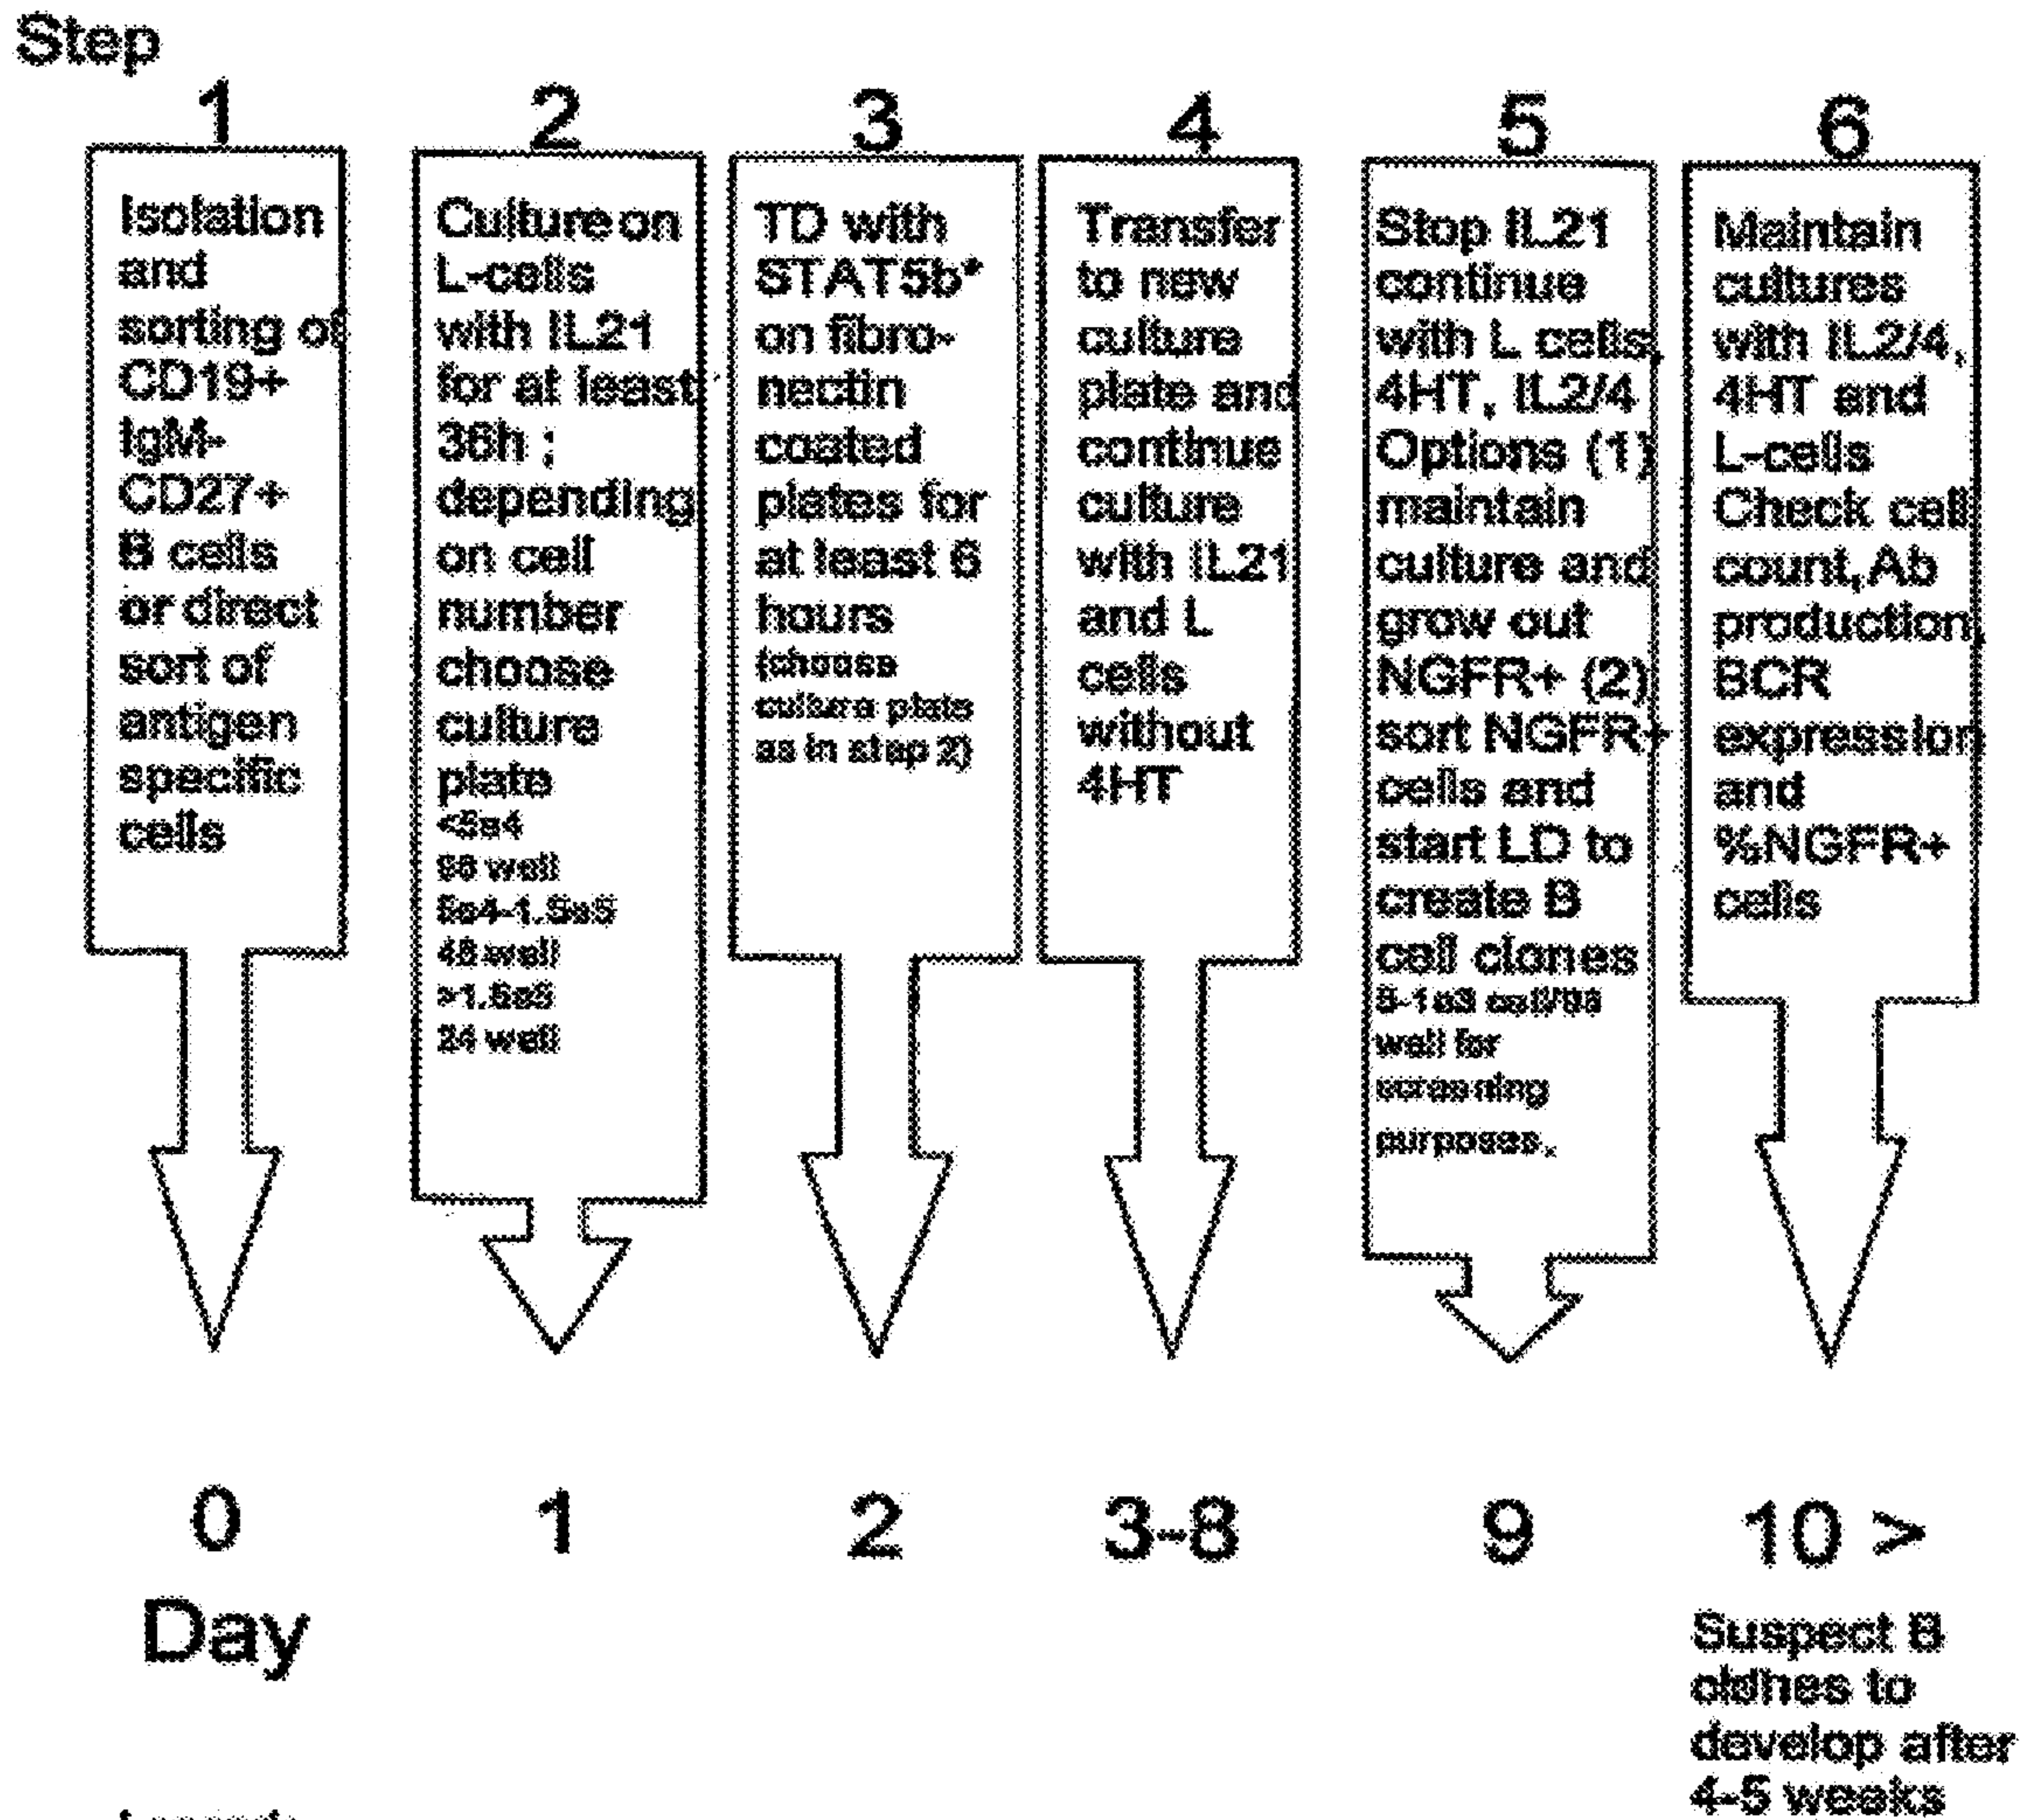 Step
1
Isolation
and
sorting of
CD19+
IgM-
CD27+
B cells
or direct
sort of
antigen
specific
cells
2
Culture on
L-cells
with IL21
for at least
36h ;
depending
on cell
number
choose
culture
plate
<5e4
96 well
5e4-1.5e5
48 well
>1.5e5
24 well
3
TD with
STAT5b*
on fibro-
nectin
coated
plates for
at least 6
hours
(choose
culture plate
as in step 2)
4
Transfer
to new
culture
plate and
continue
culture
with IL21
and L
cells
without
4HT
5
Stop IL21
continue
with L cells,
4HT, IL2/4
Options (1)
maintain
culture and
grow out
NGFR+ (2)
sort NGFR+
cells and
start LD to
create B
cell clones
cell/96
well for
screening
purposes.
6
Maintain
cultures
with IL2/4,
4HT and
L-cells
Check cell
count,Ab
production,
BCR
expression
and
%NGFR+
cells
0
1
2
3-8
9
10 >
Day
Suspect B
clones to
develop after
4-5 weeks